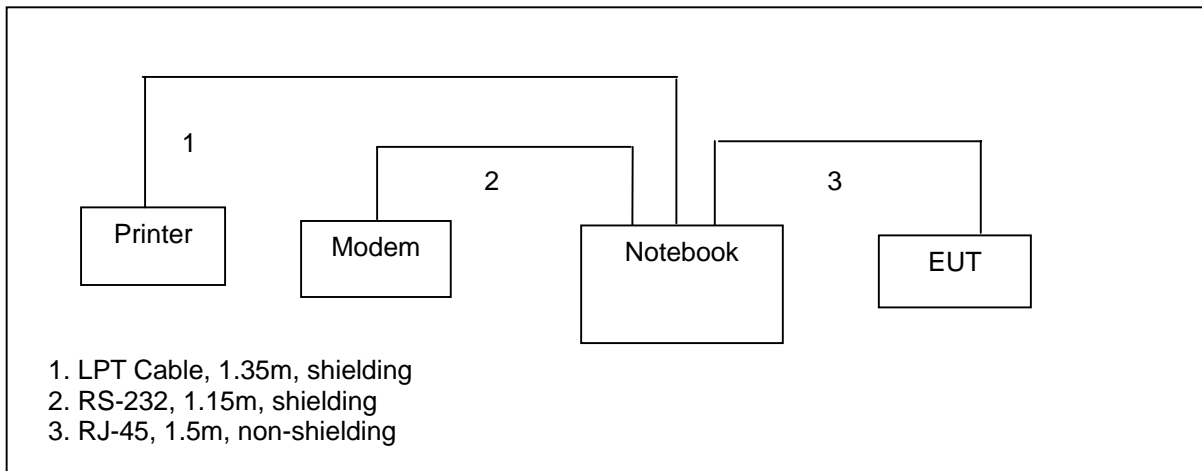 1
2
3
Printer
Modem
Notebook
EUT
1. LPT Cable, 1.35m, shielding
2. RS-232, 1.15m, shielding
3. RJ-45, 1.5m, non-shielding